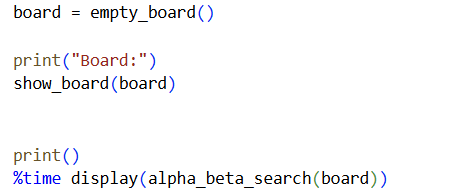 board = empty_board()
print("Board:")
show_board(board)
print()
%time display(alpha_beta_search(board))